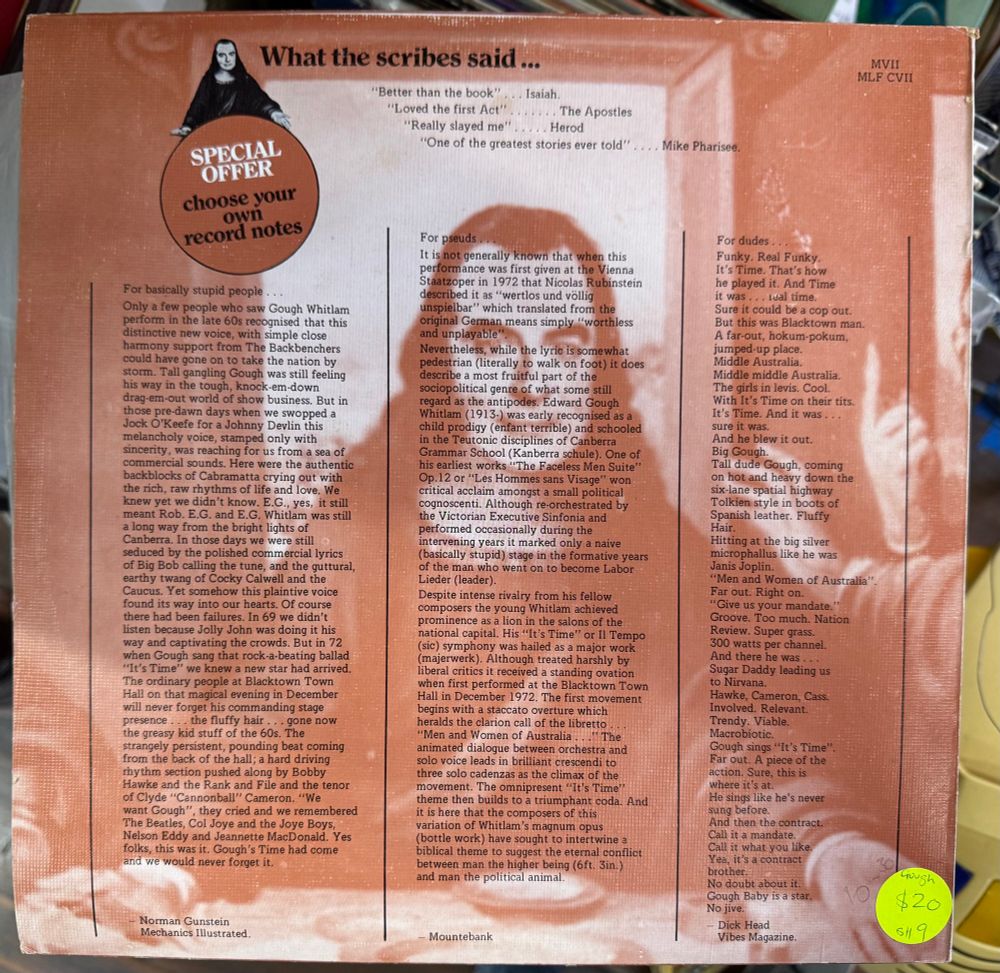 What the scribes said ...
"Better than the book" . . . Isaiah.
"Loved the first Act" . . . . . . . The Apostles
"Really slayed me" . . . . . Herod
"One of the greatest stories ever told" . . . . Mike Pharisee.
MVII
MLF CVII
SPECIAL
OFFER
choose your
own
record notes
For basically stupid people . . .
Only a few people who saw Gough Whitlam
perform in the late 60s recognised that this
distinctive new voice, with simple close
harmony support from The Backbenchers
could have gone on to take the nation by
storm. Tall gangling Gough was still feeling
his way in the tough, knock-em-down
drag-em-out world of show business. But in
those pre-dawn days when we swopped a
Jock O'Keefe for a Johnny Devlin this
melancholy voice, stamped only with
sincerity, was reaching for us from a sea of
commercial sounds. Here were the authentic
backblocks of Cabramatta crying out with
the rich, raw rhythms of life and love. We
knew yet we didn't know. E.G., yes, it still
meant Rob. E.G. and E.G. Whitlam was still
a long way from the bright lights of
Canberra. In those days we were still
seduced by the polished commercial lyrics
of Big Bob calling the tune, and the guttural,
earthy twang of Cocky Calwell and the
Caucus. Yet somehow this plaintive voice
found its way into our hearts. Of course
there had been failures. In 69 we didn't
listen because Jolly John was doing it his
way and captivating the crowds. But in 72
when Gough sang that rock-a-beating ballad
"It's Time" we knew a new star had arrived.
The ordinary people at Blacktown Town
Hall on that magical evening in December
will never forget his commanding stage
presence . . . the fluffy hair . . . gone now
the greasy kid stuff of the 60s. The
strangely persistent, pounding beat coming
from the back of the hall; a hard driving
rhythm section pushed along by Bobby
Hawke and the Rank and File and the tenor
of Clyde "Cannonball" Cameron. "We
want Gough", they cried and we remembered
The Beatles, Col Joye and the Joye Boys,
Nelson Eddy and Jeannette MacDonald. Yes
folks, this was it. Gough's Time had come
and we would never forget it.
– Norman Gunstein
Mechanics Illustrated.
For pseuds . . .
It is not generally known that when this
performance was first given at the Vienna
Staatzoper in 1972 that Nicolas Rubinstein
described it as "wertlos und völlig
unspielbar" which translated from the
original German means simply "worthless
and unplayable".
Nevertheless, while the lyric is somewhat
pedestrian (literally to walk on foot) it does
describe a most fruitful part of the
sociopolitical genre of what some still
regard as the antipodes. Edward Gough
Whitlam (1913-) was early recognised as a
child prodigy (enfant terrible) and schooled
in the Teutonic disciplines of Canberra
Grammar School (Kanberra schule). One of
his earliest works "The Faceless Men Suite"
Op.12 or "Les Hommes sans Visage" won
critical acclaim amongst a small political
cognoscenti. Although re-orchestrated by
the Victorian Executive Sinfonia and
performed occasionally during the
intervening years it marked only a naive
(basically stupid) stage in the formative years
of the man who went on to become Labor
Lieder (leader).
Despite intense rivalry from his fellow
composers the young Whitlam achieved
prominence as a lion in the salons of the
national capital. His "It's Time" or Il Tempo
(sic) symphony was hailed as a major work
(majerwerk). Although treated harshly by
liberal critics it received a standing ovation
when first performed at the Blacktown Town
Hall in December 1972. The first movement
begins with a staccato overture which
heralds the clarion call of the libretto . . .
"Men and Women of Australia . . ." The
animated dialogue between orchestra and
solo voice leads in brilliant crescendi to
three solo cadenzas as the climax of the
movement. The omnipresent "It's Time"
theme then builds to a triumphant coda. And
it is here that the composers of this
variation of Whitlam's magnum opus
(bottle work) have sought to intertwine a
biblical theme to suggest the eternal conflict
between man the higher being (6ft. 3in.)
and man the political animal.
– Mountebank
For dudes . . .
Funky. Real Funky.
It's Time. That's how
he played it. And Time
it was . . . real time.
Sure it could be a cop out.
But this was Blacktown man.
A far-out, hokum-pokum,
jumped-up place.
Middle Australia.
Middle middle Australia.
The girls in levis. Cool.
With It's Time on their tits.
It's Time. And it was . . .
sure it was.
And he blew it out.
Big Gough.
Tall dude Gough, coming
on hot and heavy down the
six-lane spatial highway
Tolkien style in boots of
Spanish leather. Fluffy
Hair.
Hitting at the big silver
microphallus like he was
Janis Joplin.
"Men and Women of Australia".
Far out. Right on.
"Give us your mandate."
Groove. Too much. Nation
Review. Super grass.
300 watts per channel.
And there he was . . .
Sugar Daddy leading us
to Nirvana.
Hawke, Cameron, Cass.
Involved. Relevant.
Trendy. Viable.
Macrobiotic.
Gough sings "It's Time".
Far out. A piece of the
action. Sure, this is
where it's at.
He sings like he's never
sung before.
And then the contract.
Call it a mandate.
Call it what you like.
Yea, it's a contract
brother.
No doubt about it.
Gough Baby is a star.
No jive.
– Dick Head
Vibes Magazine.
Gough
$20